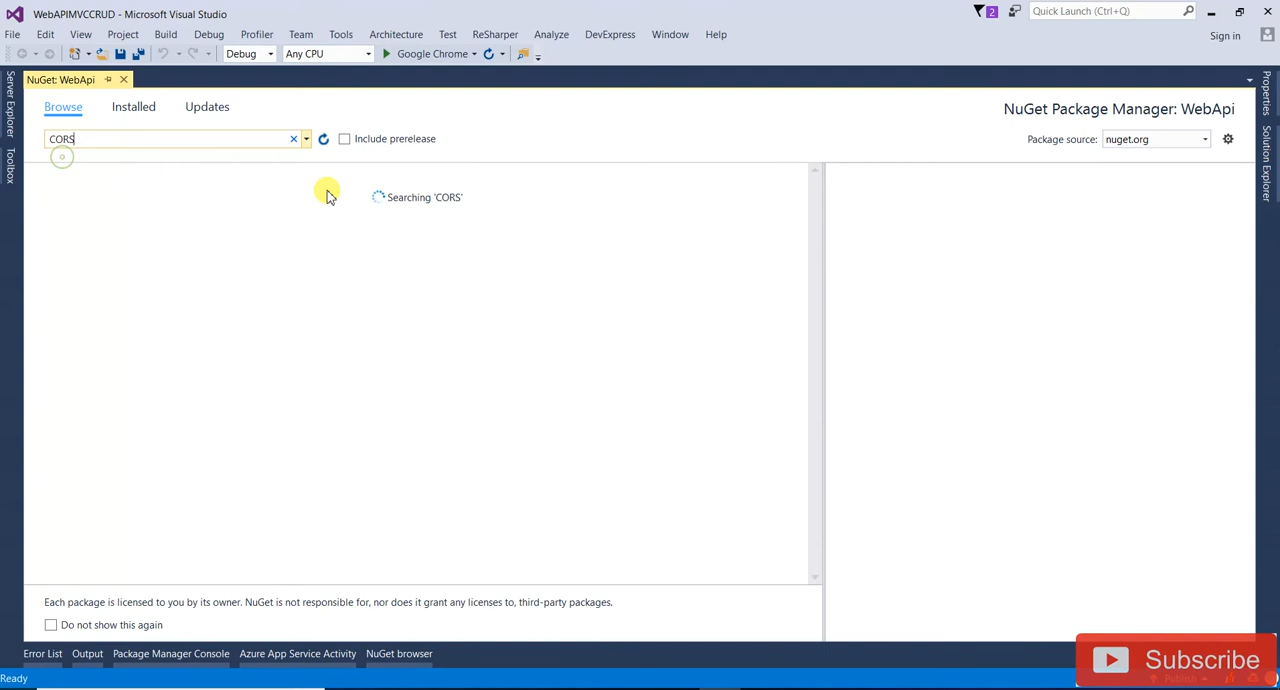 WebAPIMVCCRUD - Microsoft Visual Studio
2
Quick Launch (Ctrl+Q)
File Edit View Project Build Debug Profiler Team Tools Architecture Test ReSharper Analyze DevExpress Window Help
Sign in
Debug Any CPU Google Chrome
Server Explorer
Toolbox
NuGet: WebApi
Browse Installed Updates
NuGet Package Manager: WebApi
CORS
Include prerelease
Package source: nuget.org
Searching 'CORS'
Properties
Solution Explorer
Each package is licensed to you by its owner. NuGet is not responsible for, nor does it grant any licenses to, third-party packages.
Do not show this again
Error List Output Package Manager Console Azure App Service Activity NuGet browser
Subscribe
Ready
Publish